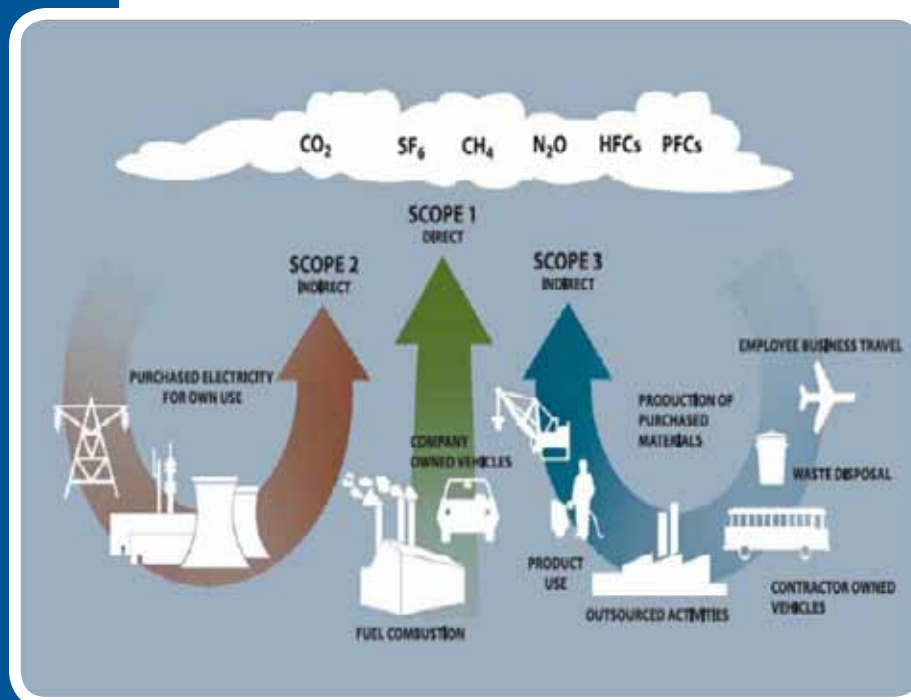 CO₂ SF₆ CH₄ N₂O HFCs PFCs
SCOPE 1
DIRECT
SCOPE 2
INDIRECT
SCOPE 3
INDIRECT
PURCHASED ELECTRICITY
FOR OWN USE
COMPANY
OWNED VEHICLES
FUEL COMBUSTION
PRODUCT
USE
PRODUCTION OF
PURCHASED
MATERIALS
OUTSOURCED ACTIVITIES
EMPLOYEE BUSINESS TRAVEL
WASTE DISPOSAL
CONTRACTOR OWNED
VEHICLES